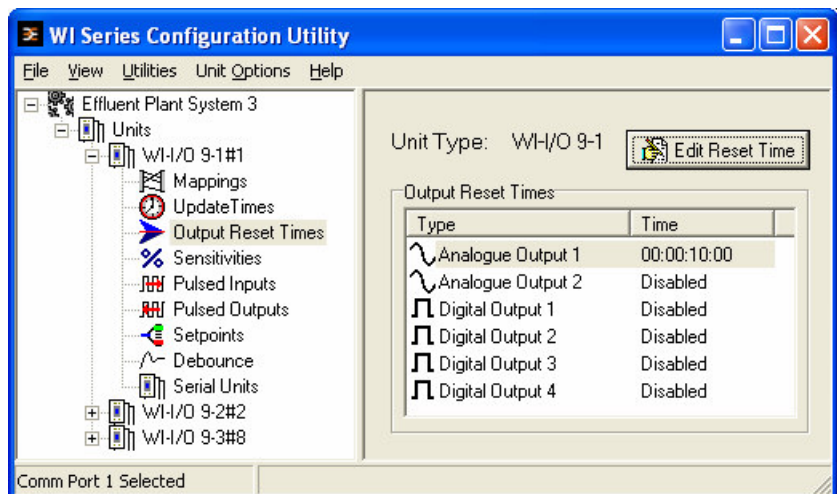 WI Series Configuration Utility
File View Utilities Unit Options Help
Effluent Plant System 3
Units
WI-I/O 9-1#1
Mappings
UpdateTimes
Output Reset Times
Sensitivities
Pulsed Inputs
Pulsed Outputs
Setpoints
Debounce
Serial Units
WI-I/O 9-2#2
WI-I/O 9-3#8
Unit Type: WI-I/O 9-1
Edit Reset Time
Output Reset Times
Type Time
Analogue Output 1 00:00:10:00
Analogue Output 2 Disabled
Digital Output 1 Disabled
Digital Output 2 Disabled
Digital Output 3 Disabled
Digital Output 4 Disabled
Comm Port 1 Selected